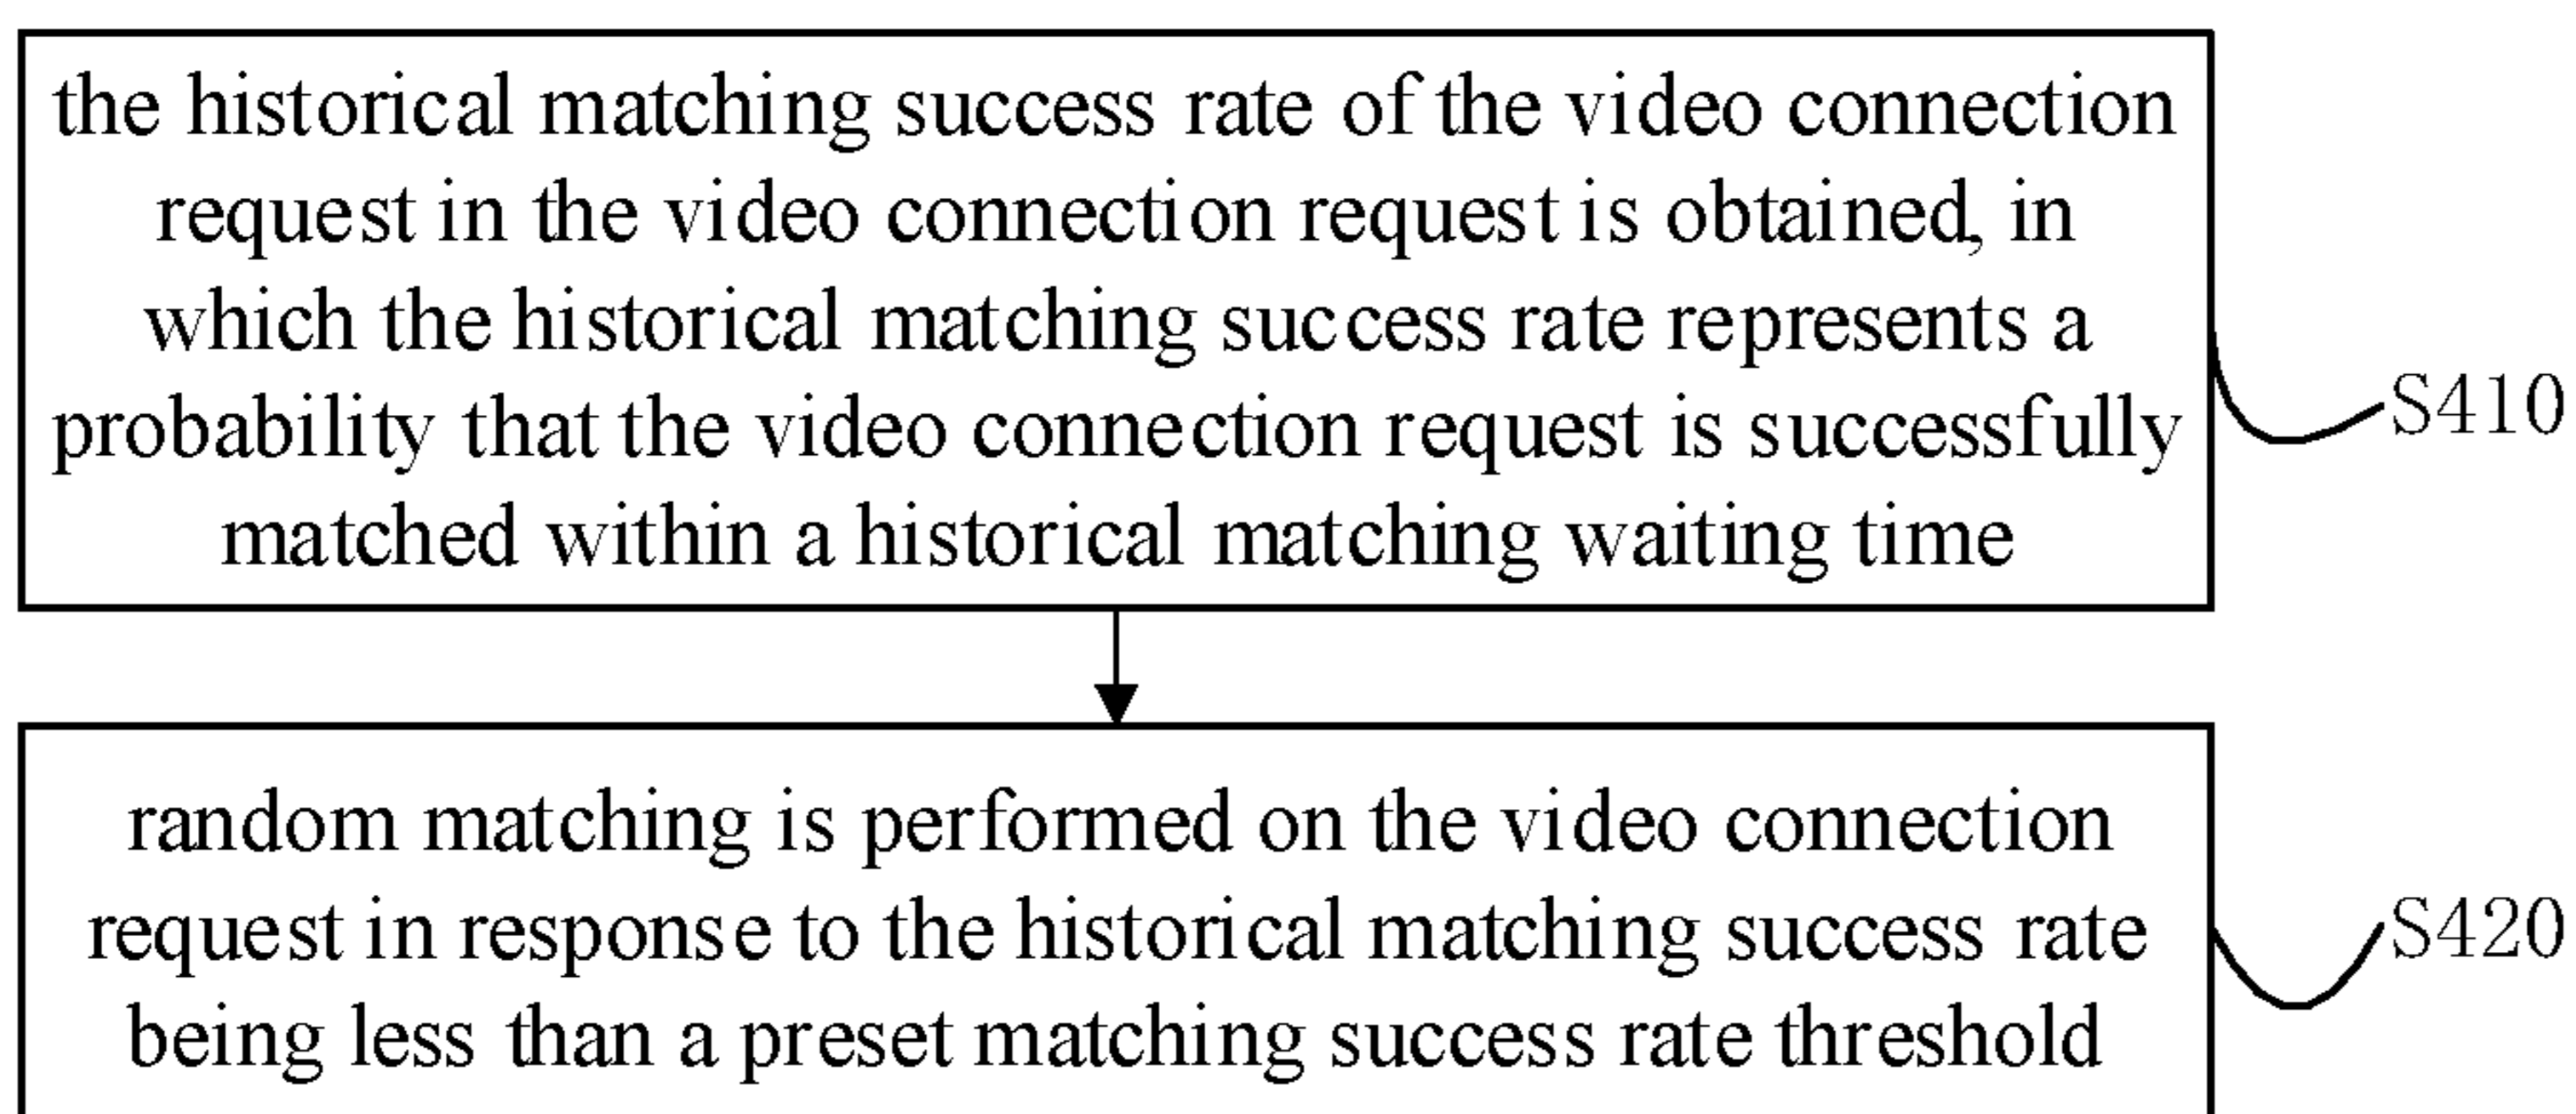 the historical matching success rate of the video connection
request in the video connection request is obtained, in
which the historical matching success rate represents a
probability that the video connection request is successfully
matched within a historical matching waiting time
S410
random matching is performed on the video connection
request in response to the historical matching success rate
being less than a preset matching success rate threshold
S420